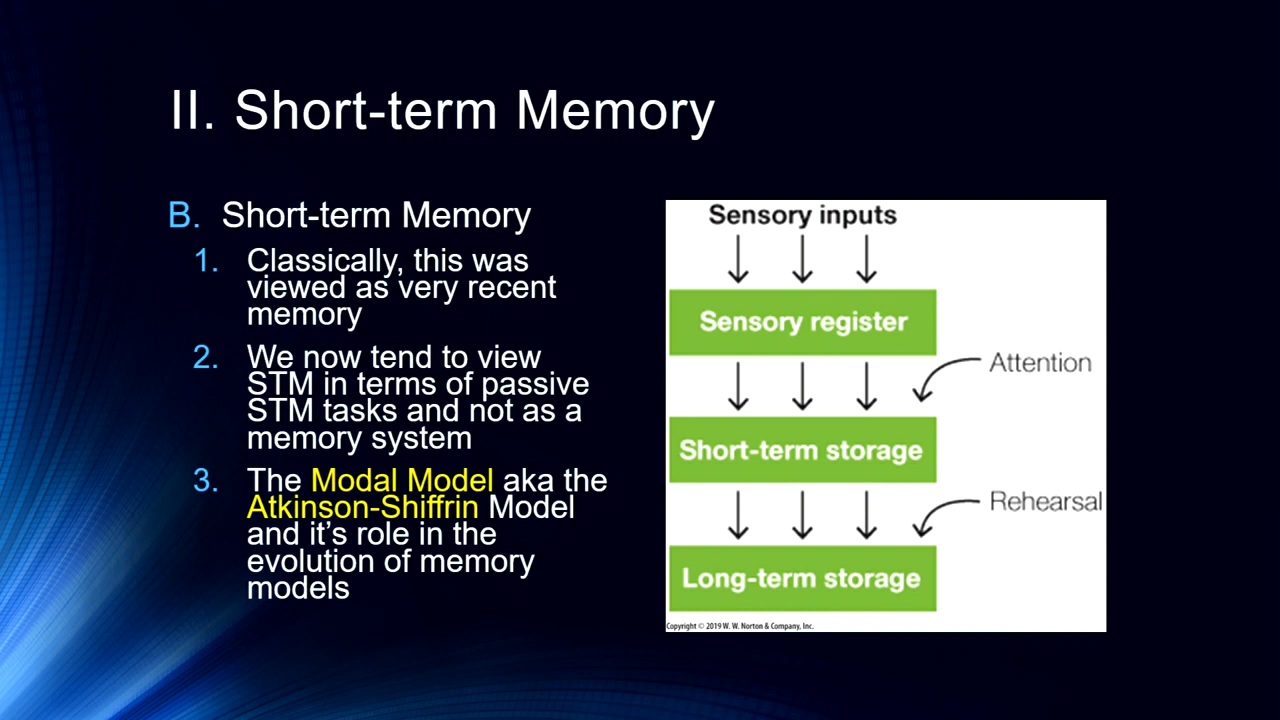 II. Short-term Memory
B. Short-term Memory
1. Classically, this was
viewed as very recent
memory
2. We now tend to view
STM in terms of passive
STM tasks and not as a
memory system
3. The Modal Model aka the
Atkinson-Shiffrin Model
and it’s role in the
evolution of memory
models
Sensory inputs
Sensory register
Attention
Short-term storage
Rehearsal
Long-term storage
Copyright © 2019 W. W. Norton & Company, Inc.